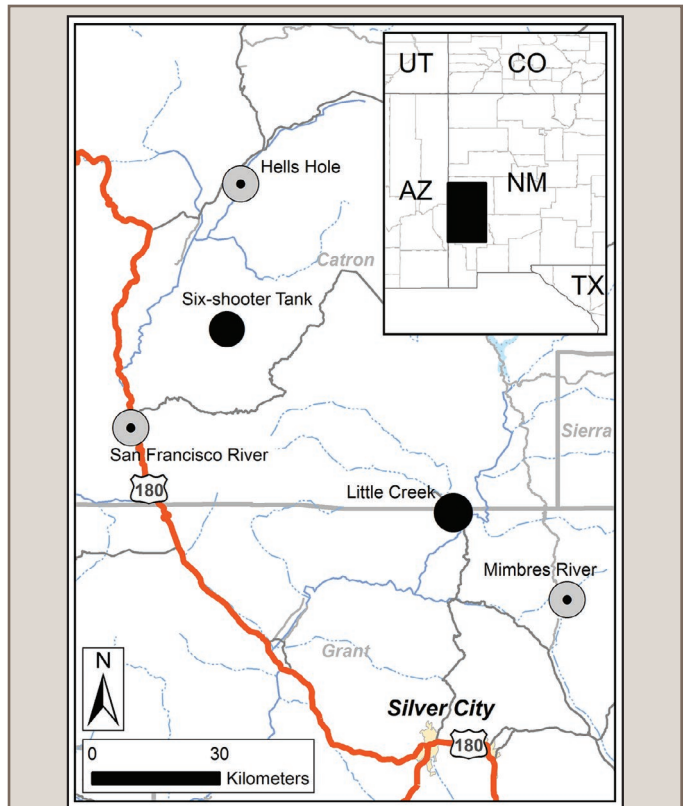 UT
CO
AZ
NM
TX
Hells Hole
Catron
Six-shooter Tank
San Francisco River
Sierra
180
Little Creek
Mimbres River
Grant
N
Silver City
180
0 30
Kilometers